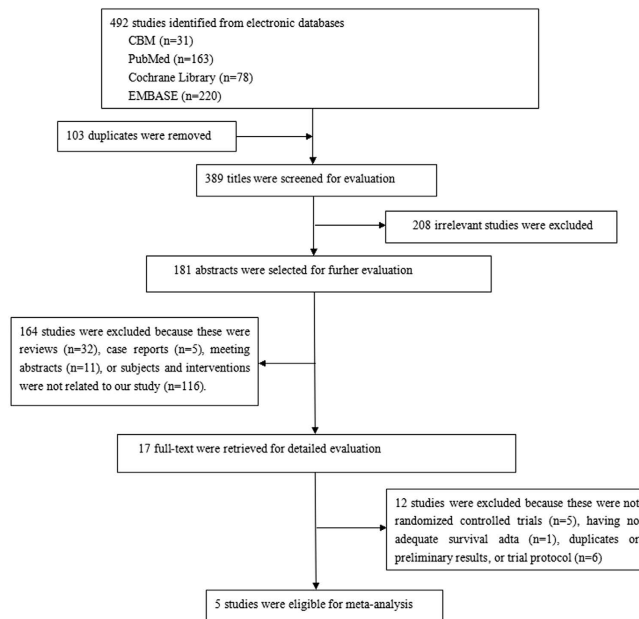 492 studies identified from electronic databases
CBM (n=31)
PubMed (n=163)
Cochrane Library (n=78)
EMBASE (n=220)
103 duplicates were removed
389 titles were screened for evaluation
208 irrelevant studies were excluded
181 abstracts were selected for furher evaluation
164 studies were excluded because these were
reviews (n=32), case reports (n=5), meeting
abstracts (n=11), or subjects and interventions
were not related to our study (n=116).
17 full-text were retrieved for detailed evaluation
12 studies were excluded because these were not
randomized controlled trials (n=5), having no
adequate survival adta (n=1), duplicates or
preliminary results, or trial protocol (n=6)
5 studies were eligible for meta-analysis